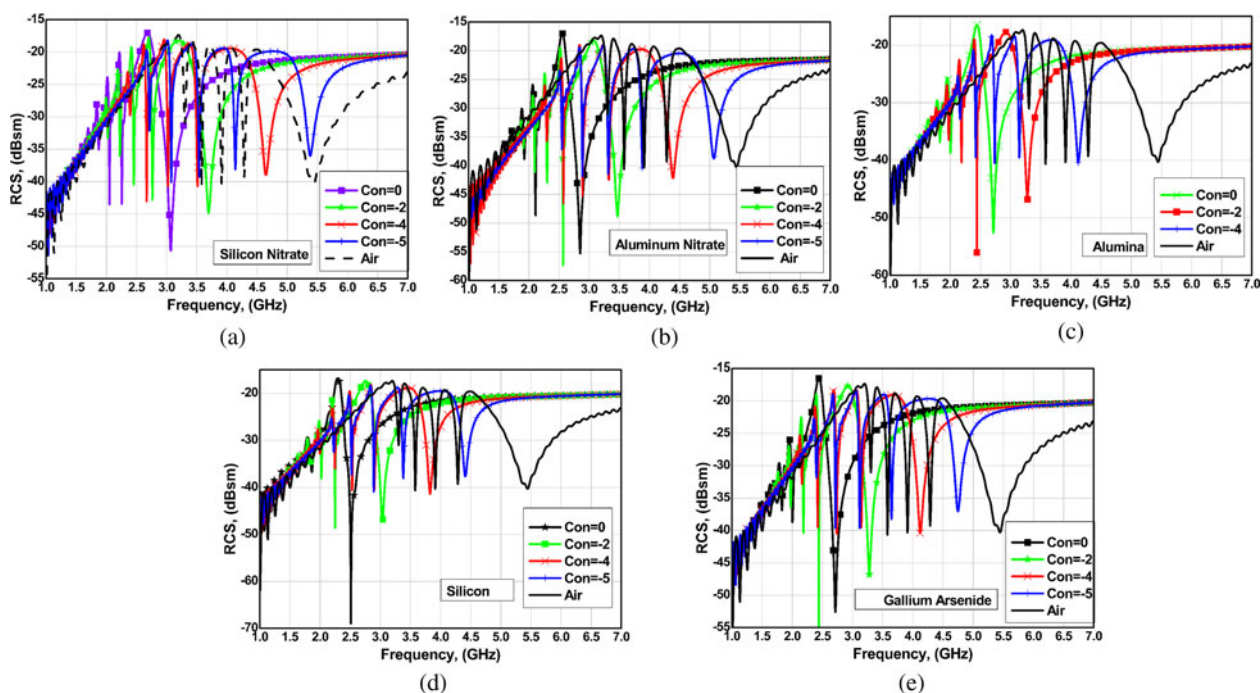 -15
-20
-25
-30
-35
-40
-45
-50
-55
RCS, (dBsm)
1.0 1.5 2.0 2.5 3.0 3.5 4.0 4.5 5.0 5.5 6.0 6.5 7.0
Frequency, (GHz)
Silicon Nitrate
Con=0
Con=-2
Con=-4
Con=-5
Air
(a)
-15
-20
-25
-30
-35
-40
-45
-50
-55
-60
RCS, (dBsm)
1.0 1.5 2.0 2.5 3.0 3.5 4.0 4.5 5.0 5.5 6.0 6.5 7.0
Frequency, (GHz)
Aluminum Nitrate
Con=0
Con=-2
Con=-4
Con=-5
Air
(b)
-20
-30
-40
-50
-60
RCS, (dBsm)
1.0 1.5 2.0 2.5 3.0 3.5 4.0 4.5 5.0 5.5 6.0 6.5 7.0
Frequency, (GHz)
Alumina
Con=0
Con=-2
Con=-4
Air
(c)
-20
-30
-40
-50
-60
-70
RCS, (dBsm)
1.0 1.5 2.0 2.5 3.0 3.5 4.0 4.5 5.0 5.5 6.0 6.5 7.0
Frequency, (GHz)
Silicon
Con=0
Con=-2
Con=-4
Con=-5
Air
(d)
-15
-20
-25
-30
-35
-40
-45
-50
-55
RCS, (dBsm)
1.0 1.5 2.0 2.5 3.0 3.5 4.0 4.5 5.0 5.5 6.0 6.5 7.0
Frequency, (GHz)
Gallium Arsenide
Con=0
Con=-2
Con=-4
Con=-5
Air
(e)